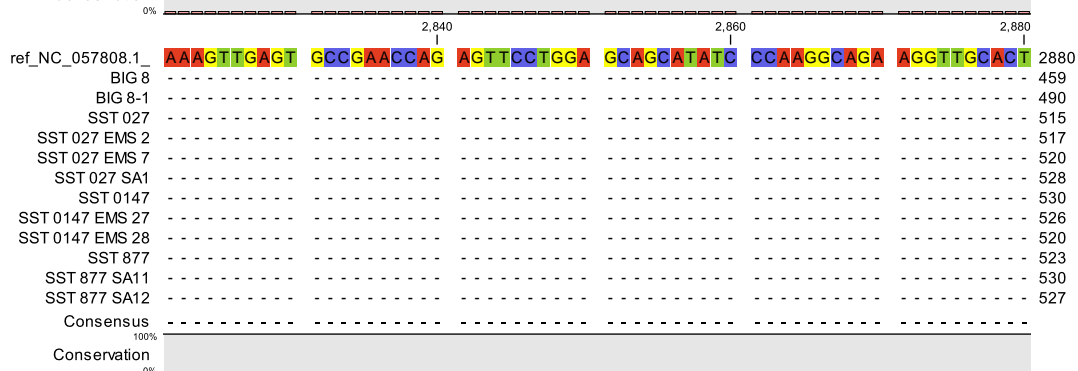 0%
2,840 2,860 2,880
ref_NC_057808.1_ AAAGTTGAGT GCCGAACCAG AGTTCCTGGA GCAGCATATC CCAAGGCAGA AGGTTGCACT 2880
BIG 8 - - - - - - - - - - - - - - - - - - - - - - - - - - - - - - - - - - - - - - - - - - - - - - - - - - - - - - - - - - - - 459
BIG 8-1 - - - - - - - - - - - - - - - - - - - - - - - - - - - - - - - - - - - - - - - - - - - - - - - - - - - - - - - - - - - - 490
SST 027 - - - - - - - - - - - - - - - - - - - - - - - - - - - - - - - - - - - - - - - - - - - - - - - - - - - - - - - - - - - - 515
SST 027 EMS 2 - - - - - - - - - - - - - - - - - - - - - - - - - - - - - - - - - - - - - - - - - - - - - - - - - - - - - - - - - - - - 517
SST 027 EMS 7 - - - - - - - - - - - - - - - - - - - - - - - - - - - - - - - - - - - - - - - - - - - - - - - - - - - - - - - - - - - - 520
SST 027 SA1 - - - - - - - - - - - - - - - - - - - - - - - - - - - - - - - - - - - - - - - - - - - - - - - - - - - - - - - - - - - - 528
SST 0147 - - - - - - - - - - - - - - - - - - - - - - - - - - - - - - - - - - - - - - - - - - - - - - - - - - - - - - - - - - - - 530
SST 0147 EMS 27 - - - - - - - - - - - - - - - - - - - - - - - - - - - - - - - - - - - - - - - - - - - - - - - - - - - - - - - - - - - - 526
SST 0147 EMS 28 - - - - - - - - - - - - - - - - - - - - - - - - - - - - - - - - - - - - - - - - - - - - - - - - - - - - - - - - - - - - 520
SST 877 - - - - - - - - - - - - - - - - - - - - - - - - - - - - - - - - - - - - - - - - - - - - - - - - - - - - - - - - - - - - 523
SST 877 SA11 - - - - - - - - - - - - - - - - - - - - - - - - - - - - - - - - - - - - - - - - - - - - - - - - - - - - - - - - - - - - 530
SST 877 SA12 - - - - - - - - - - - - - - - - - - - - - - - - - - - - - - - - - - - - - - - - - - - - - - - - - - - - - - - - - - - - 527
Consensus - - - - - - - - - - - - - - - - - - - - - - - - - - - - - - - - - - - - - - - - - - - - - - - - - - - - - - - - - - - -
100%
Conservation
0%